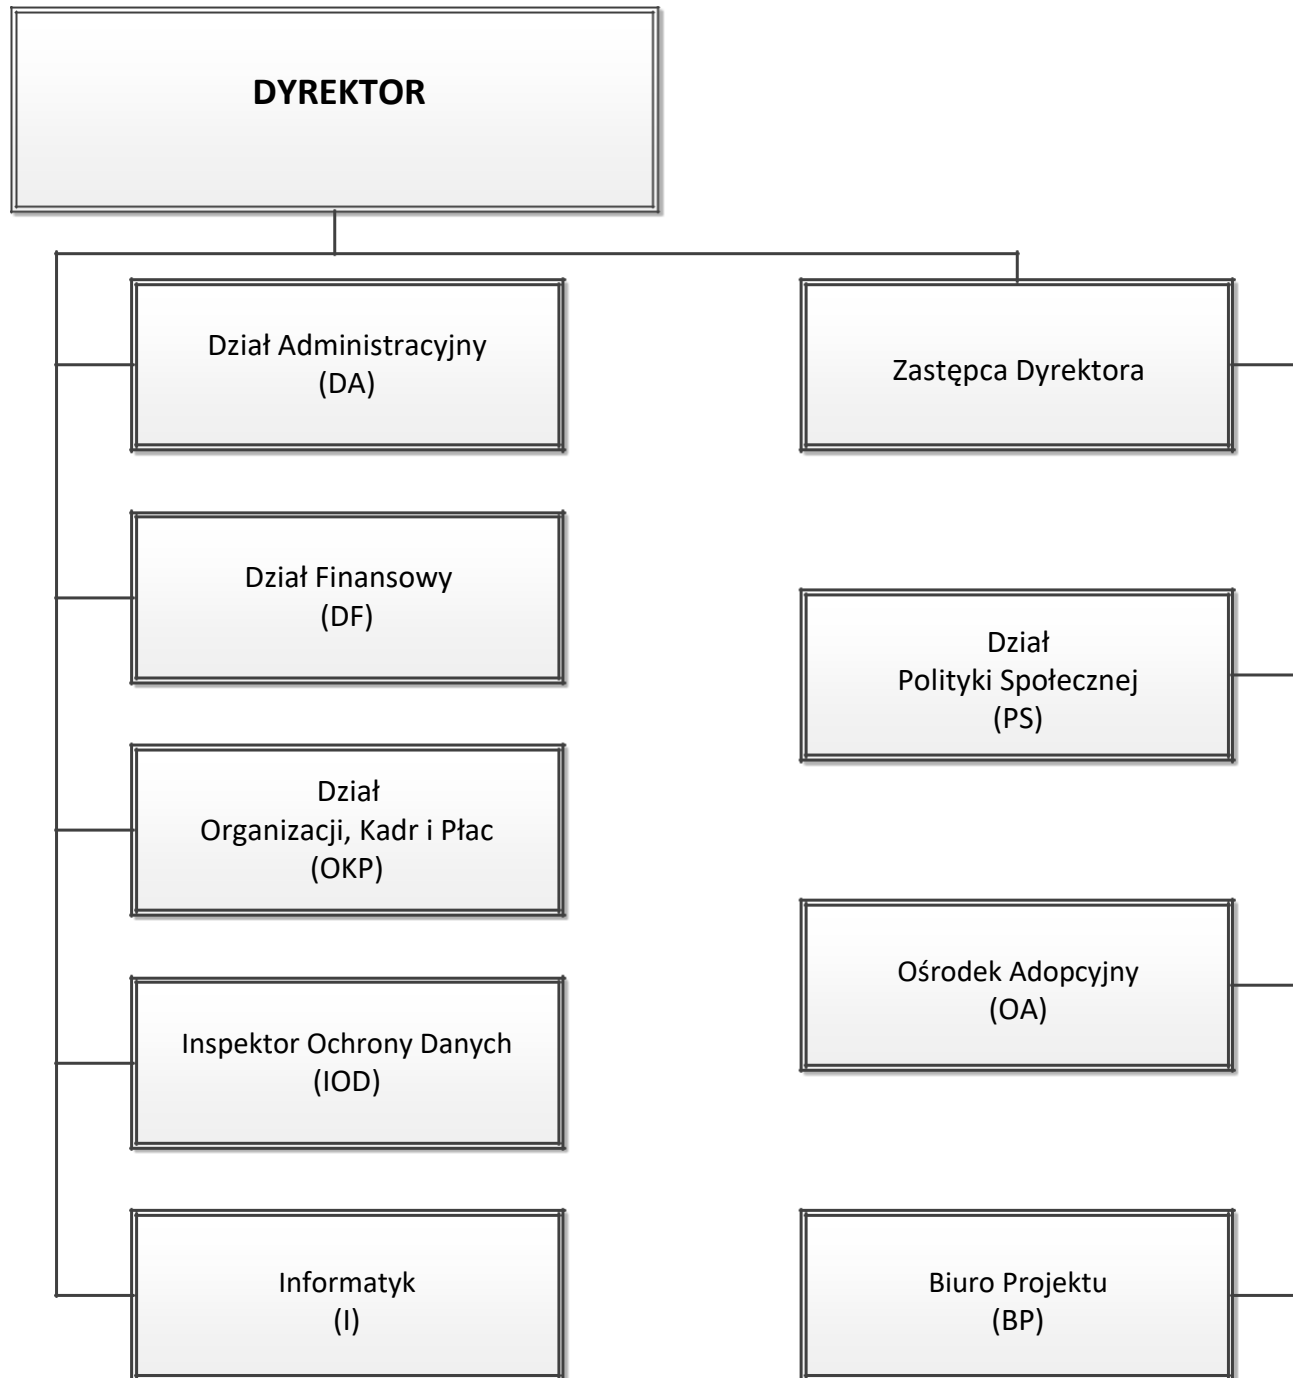 DYREKTOR
Dział Administracyjny
(DA)
Zastępca Dyrektora
Dział Finansowy
(DF)
Dział
Polityki Społecznej
(PS)
Dział
Organizacji, Kadr i Płac
(OKP)
Ośrodek Adopcyjny
(OA)
Inspektor Ochrony Danych
(IOD)
Informatyk
(I)
Biuro Projektu
(BP)